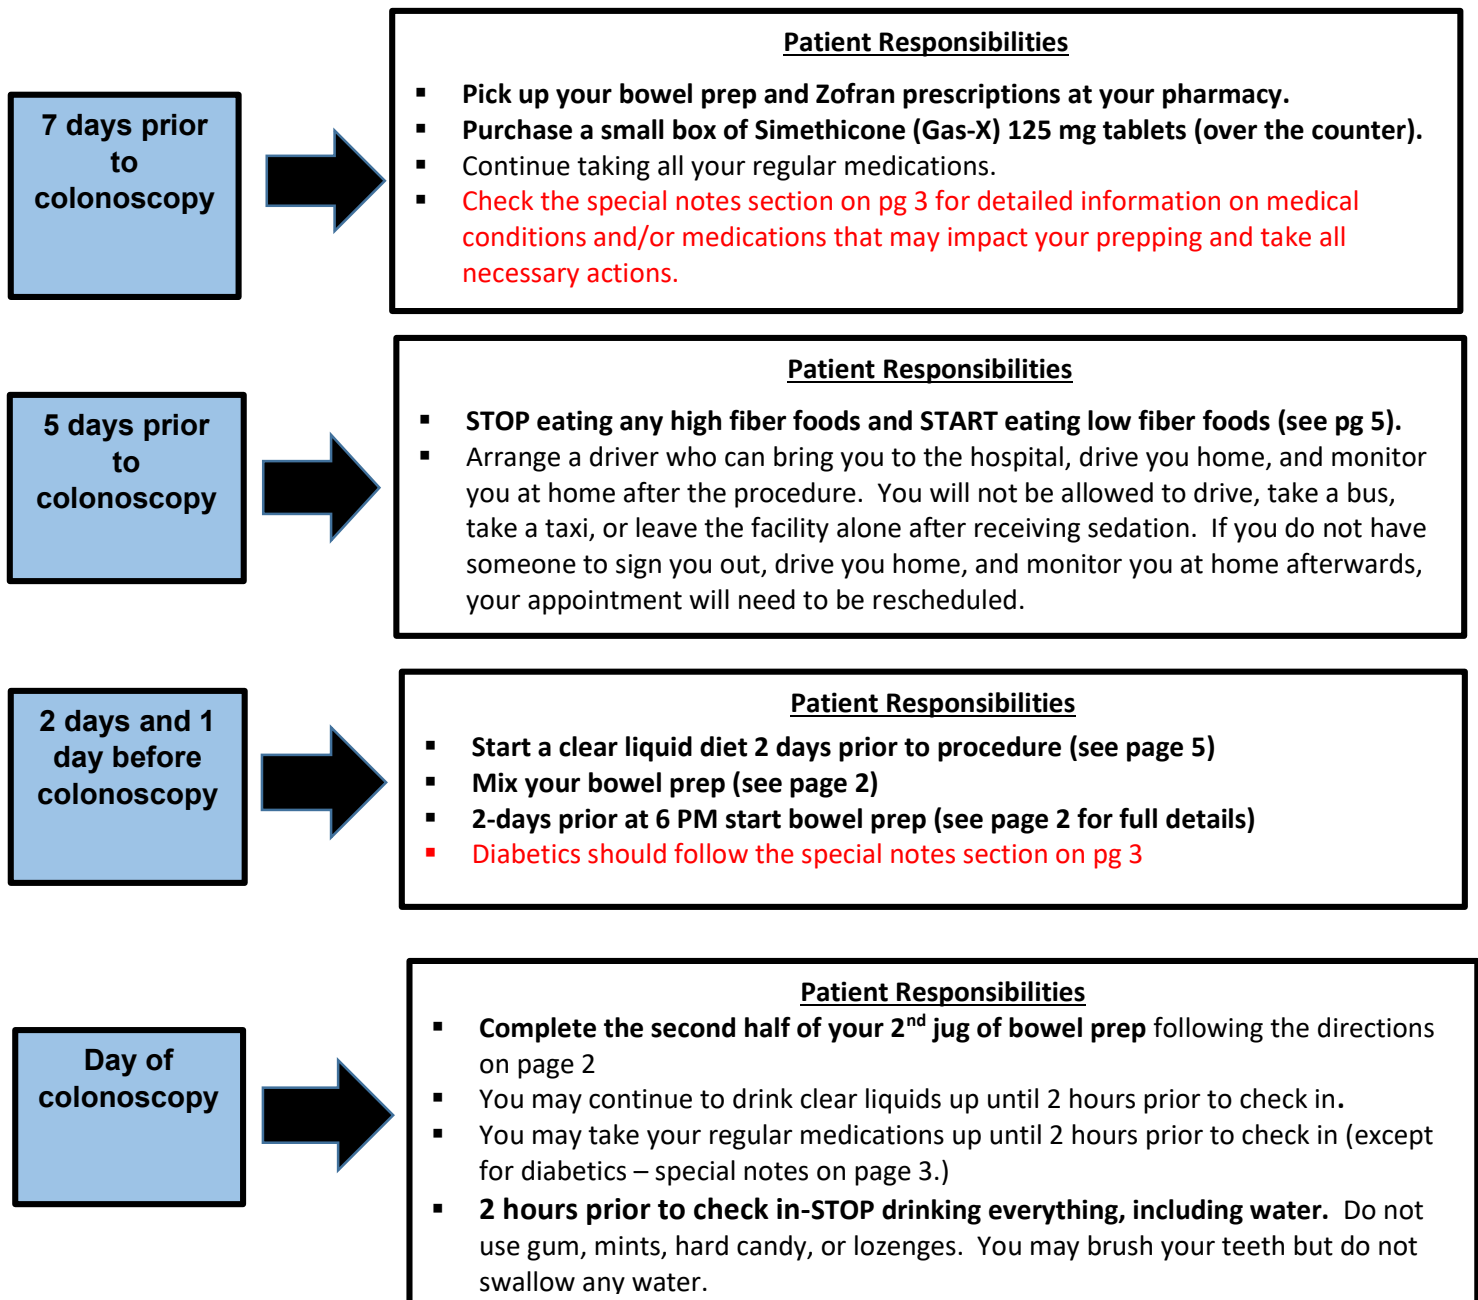 7 days prior
to
colonoscopy
Patient Responsibilities
▪ Pick up your bowel prep and Zofran prescriptions at your pharmacy.
▪ Purchase a small box of Simethicone (Gas-X) 125 mg tablets (over the counter).
▪ Continue taking all your regular medications.
▪ Check the special notes section on pg 3 for detailed information on medical
conditions and/or medications that may impact your prepping and take all
necessary actions.
5 days prior
to
colonoscopy
Patient Responsibilities
▪ STOP eating any high fiber foods and START eating low fiber foods (see pg 5).
▪ Arrange a driver who can bring you to the hospital, drive you home, and monitor
you at home after the procedure.  You will not be allowed to drive, take a bus,
take a taxi, or leave the facility alone after receiving sedation.  If you do not have
someone to sign you out, drive you home, and monitor you at home afterwards,
your appointment will need to be rescheduled.
2 days and 1
day before
colonoscopy
Patient Responsibilities
▪ Start a clear liquid diet 2 days prior to procedure (see page 5)
▪ Mix your bowel prep (see page 2)
▪ 2-days prior at 6 PM start bowel prep (see page 2 for full details)
▪ Diabetics should follow the special notes section on pg 3
Day of
colonoscopy
Patient Responsibilities
▪ Complete the second half of your 2nd jug of bowel prep following the directions
on page 2
▪ You may continue to drink clear liquids up until 2 hours prior to check in.
▪ You may take your regular medications up until 2 hours prior to check in (except
for diabetics – special notes on page 3.)
▪ 2 hours prior to check in-STOP drinking everything, including water.  Do not
use gum, mints, hard candy, or lozenges.  You may brush your teeth but do not
swallow any water.